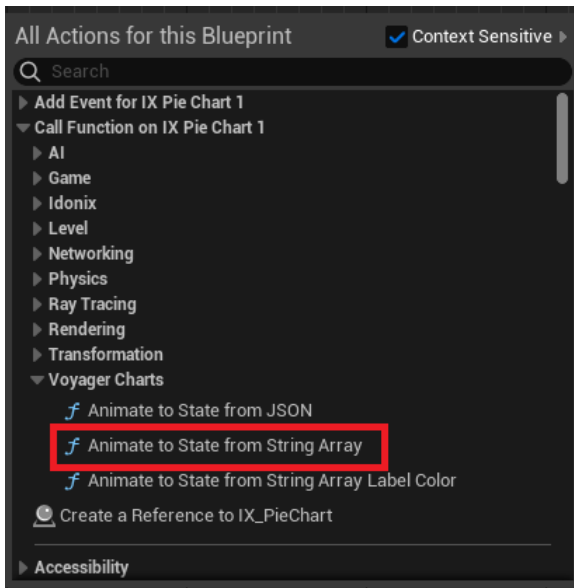 All Actions for this Blueprint Context Sensitive
Search
Add Event for IX Pie Chart 1
Call Function on IX Pie Chart 1
AI
Game
Idonix
Level
Networking
Physics
Ray Tracing
Rendering
Transformation
Voyager Charts
f Animate to State from JSON
f Animate to State from String Array
f Animate to State from String Array Label Color
Create a Reference to IX_PieChart
Accessibility